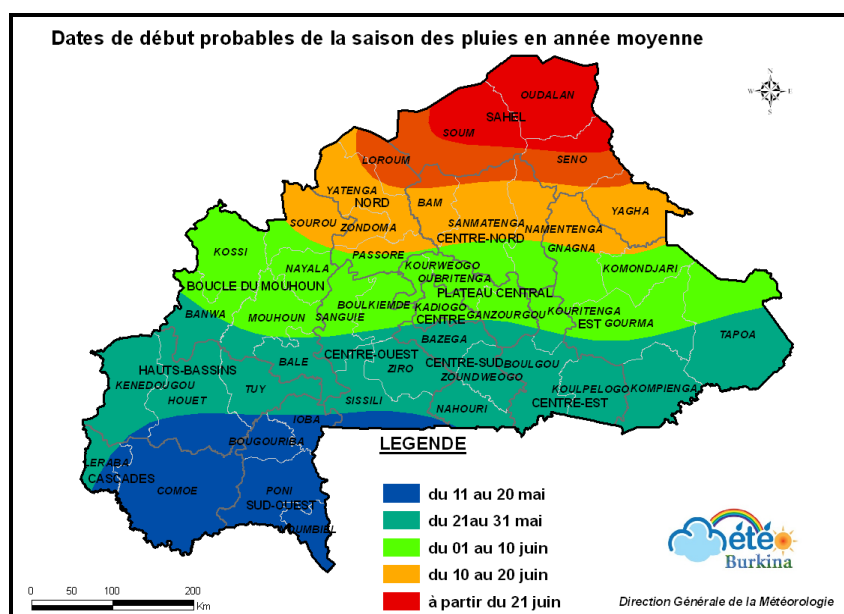 Dates de début probables de la saison des pluies en année moyenne
N
W E
S
OUDALAN
SAHEL
SOUM
LOROUM
SENO
YATENGA
NORD
BAM
YAGHA
SOUROU
ZONDOMA
SANMATENGA
NAMENTENGA
CENTRE-NORD
GNAGNA
KOSSI
PASSORE
KOURWEOGO
NAYALA
OUBRITENGA
KOMONDJARI
BOUCLE DU MOUHOUN
PLATEAU CENTRAL
BOULKIEMDE
KADIOGO
BANWA
MOUHOUN
SANGUIE
CENTRE
GANZOURGOU
KOURITENGA
EST
GOURMA
TAPOA
BAZEGA
CENTRE-OUEST
BALE
ZIRO
CENTRE-SUD
BOULGOU
HAUTS-BASSINS
ZOUNDWEOGO
KENEDOUGOU
TUY
KOULPELOGO
KOMPIENGA
HOUET
SISSILI
NAHOURI
CENTRE-EST
IOBA
BOUGOURIBA
LERABA
CASCADES
COMOE
PONI
SUD-OUEST
NOUMBIEL
LEGENDE
du 11 au 20 mai
du 21au 31 mai
du 01 au 10 juin
du 10 au 20 juin
à partir du 21 juin
météo
Burkina
0 50 100 200
Km
Direction Générale de la Météorologie